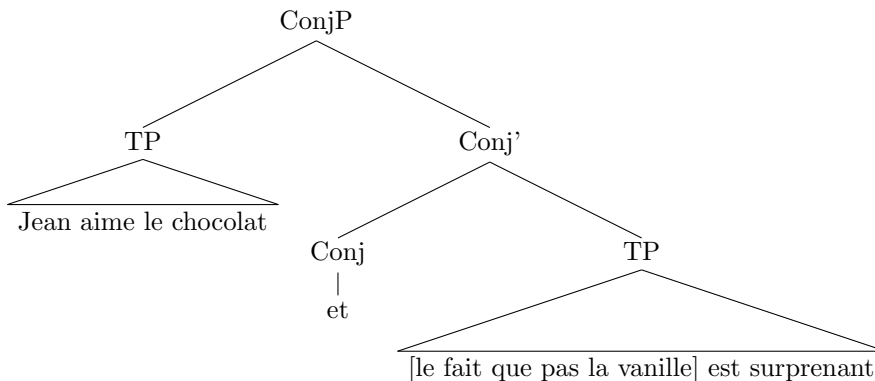 ConjP
TP
Conj’
Jean aime le chocolat
Conj
TP
et
[le fait que pas la vanille] est surprenant